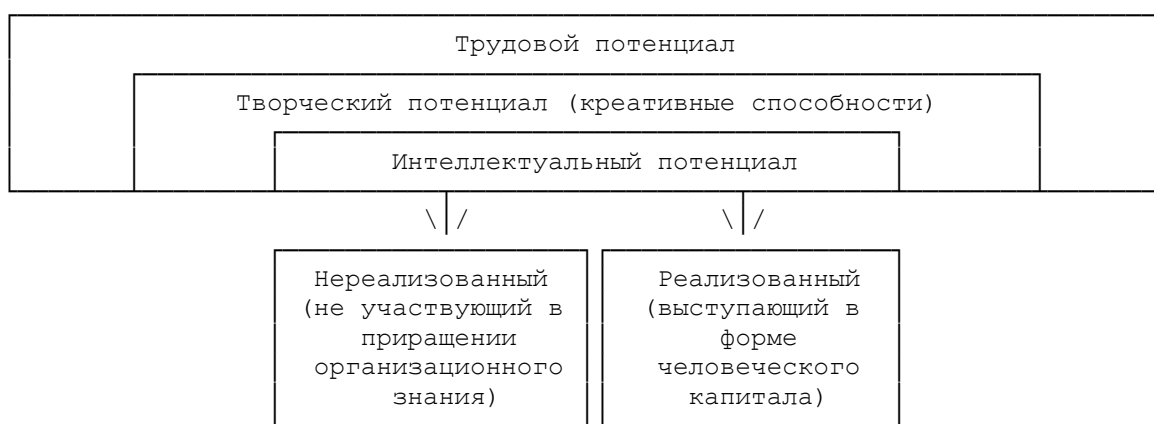 Трудовой потенциал
Творческий потенциал (креативные способности)
Интеллектуальный потенциал
Нереализованный
(не участвующий в
приращении
организационного
знания)
Реализованный
(выступающий в
форме
человеческого
капитала)